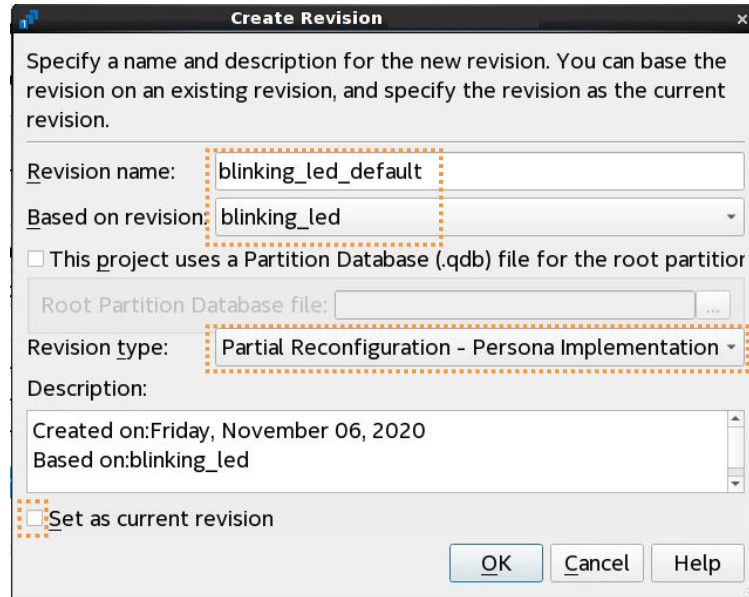 1
Create Revision
x
Specify a name and description for the new revision. You can base the
revision on an existing revision, and specify the revision as the current
revision.
Revision name: blinking_led_default
Based on revision: blinking_led
This project uses a Partition Database (.qdb) file for the root partition
Root Partition Database file: ...
Revision type: Partial Reconfiguration - Persona Implementation
Description:
Created on:Friday, November 06, 2020
Based on:blinking_led
Set as current revision
OK Cancel Help